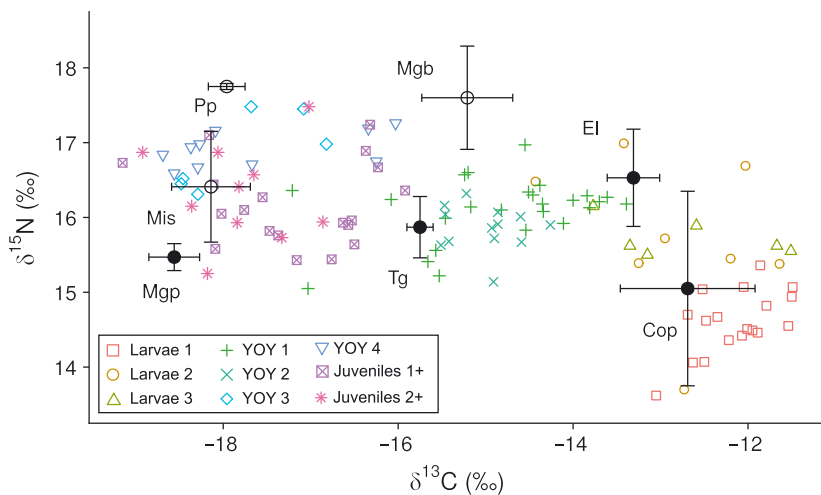 18
17
16
15
14
−18
−16
−14
−12
δ15N (‰)
δ13C (‰)
Pp
Mgb
El
Mis
Mgp
Tg
Cop
Larvae 1
Larvae 2
Larvae 3
YOY 1
YOY 2
YOY 3
YOY 4
Juveniles 1+
Juveniles 2+